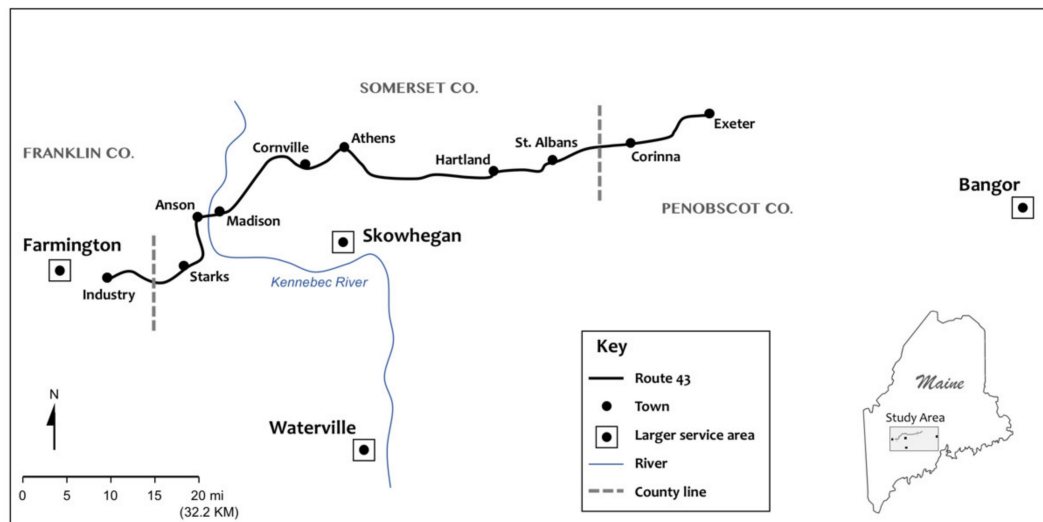 SOMERSET CO.
Exeter
Athens
St. Albans
Cornville
FRANKLIN CO.
Hartland
Corinna
Bangor
Anson
Madison
PENOBSCOT CO.
Farmington
Skowhegan
Starks
Kennebec River
Industry
Key
Route 43
Maine
N
Town
Study Area
Waterville
Larger service area
River
0 5 10 15 20 mi
(32.2 KM)
County line